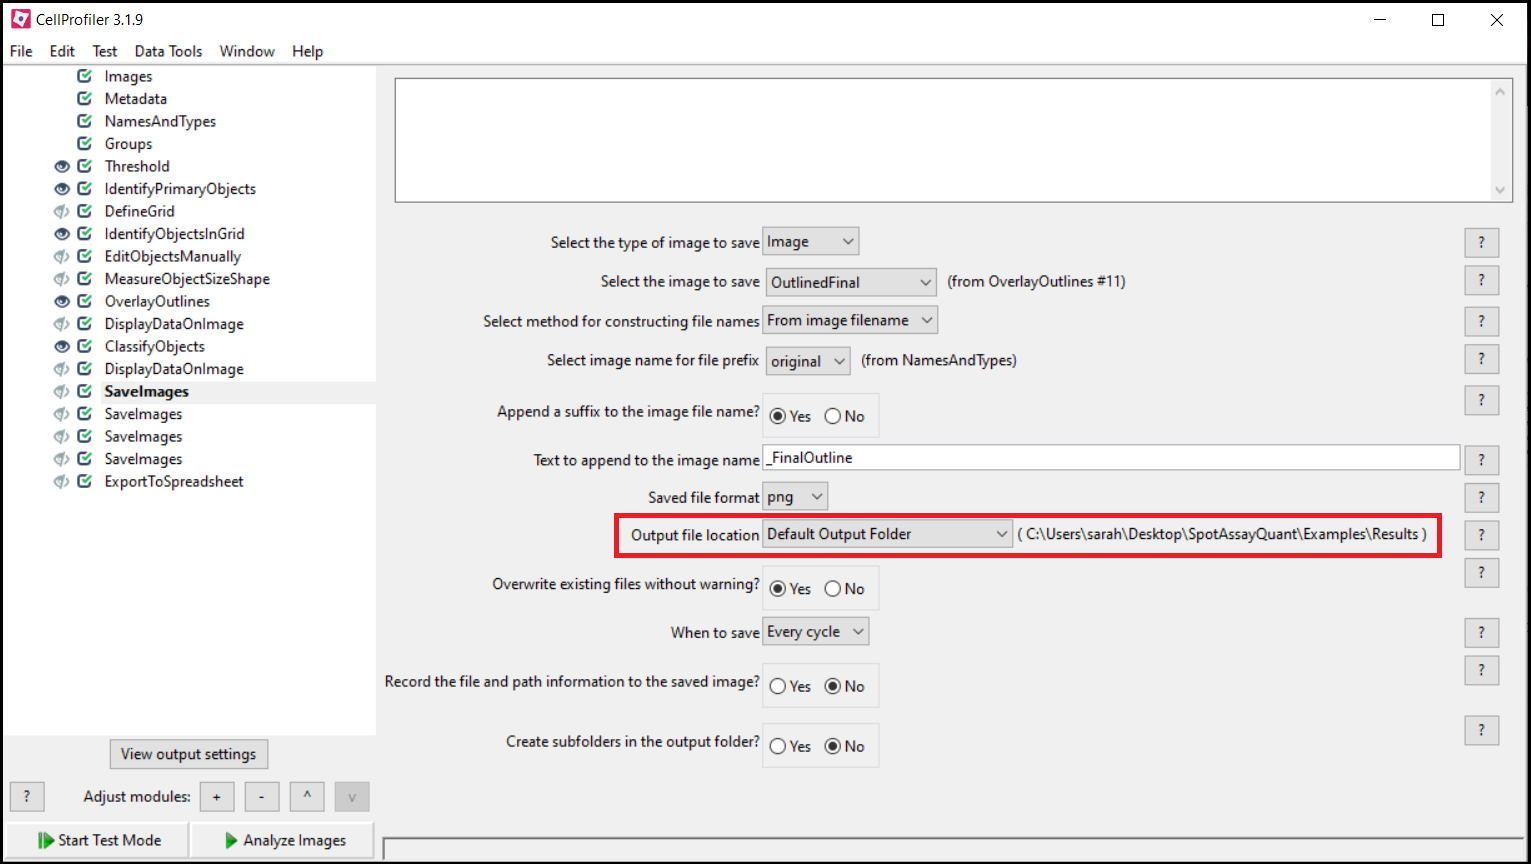 CellProfiler 3.1.9
File Edit Test Data Tools Window Help
Images
Metadata
NamesAndTypes
Groups
Threshold
IdentifyPrimaryObjects
DefineGrid
IdentifyObjectsInGrid
EditObjectsManually
MeasureObjectSizeShape
OverlayOutlines
DisplayDataOnImage
ClassifyObjects
DisplayDataOnImage
SaveImages
SaveImages
SaveImages
SaveImages
ExportToSpreadsheet
View output settings
? Adjust modules: + - ^ v
Start Test Mode Analyze Images
Select the type of image to save Image ?
Select the image to save OutlinedFinal (from OverlayOutlines #11) ?
Select method for constructing file names From image filename ?
Select image name for file prefix original (from NamesAndTypes) ?
Append a suffix to the image file name? Yes No ?
Text to append to the image name _FinalOutline ?
Saved file format png ?
Output file location Default Output Folder ( C:\Users\sarah\Desktop\SpotAssayQuant\Examples\Results ) ?
Overwrite existing files without warning? Yes No ?
When to save Every cycle ?
Record the file and path information to the saved image? Yes No ?
Create subfolders in the output folder? Yes No ?